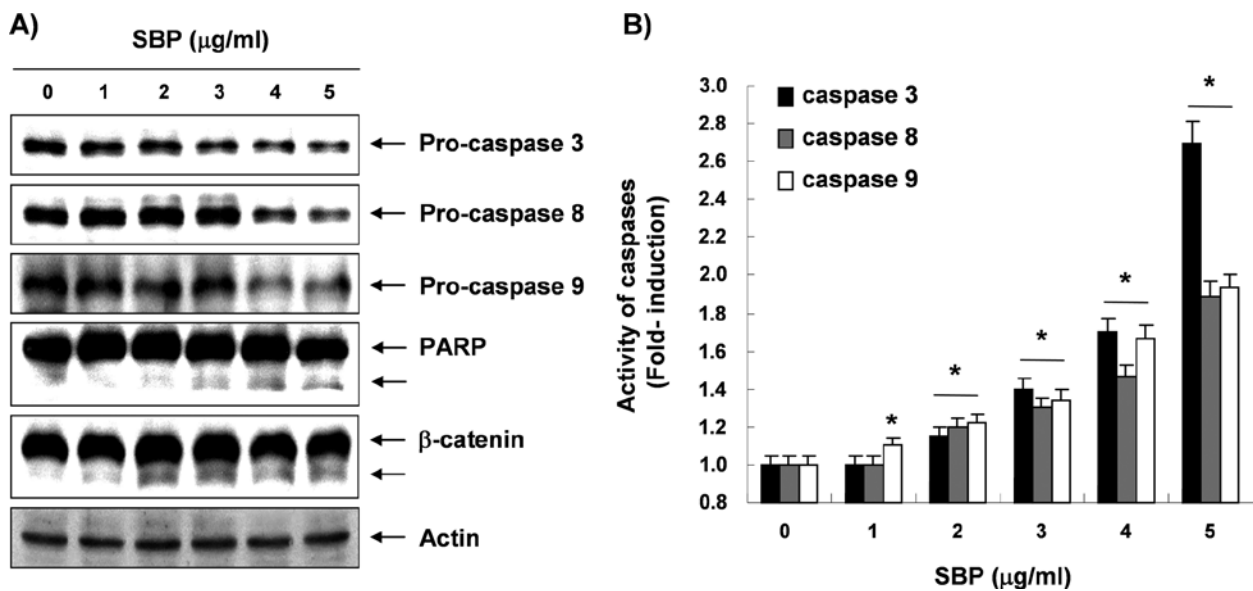 A)
SBP (μg/ml)
0 1 2 3 4 5
Pro-caspase 3
Pro-caspase 8
Pro-caspase 9
PARP
β-catenin
Actin
B)
Activity of caspases
(Fold- induction)
3.0
2.8
2.6
2.4
2.2
2.0
1.8
1.6
1.4
1.2
1.0
0.8
caspase 3
caspase 8
caspase 9
*
*
*
*
*
0 1 2 3 4 5
SBP (μg/ml)